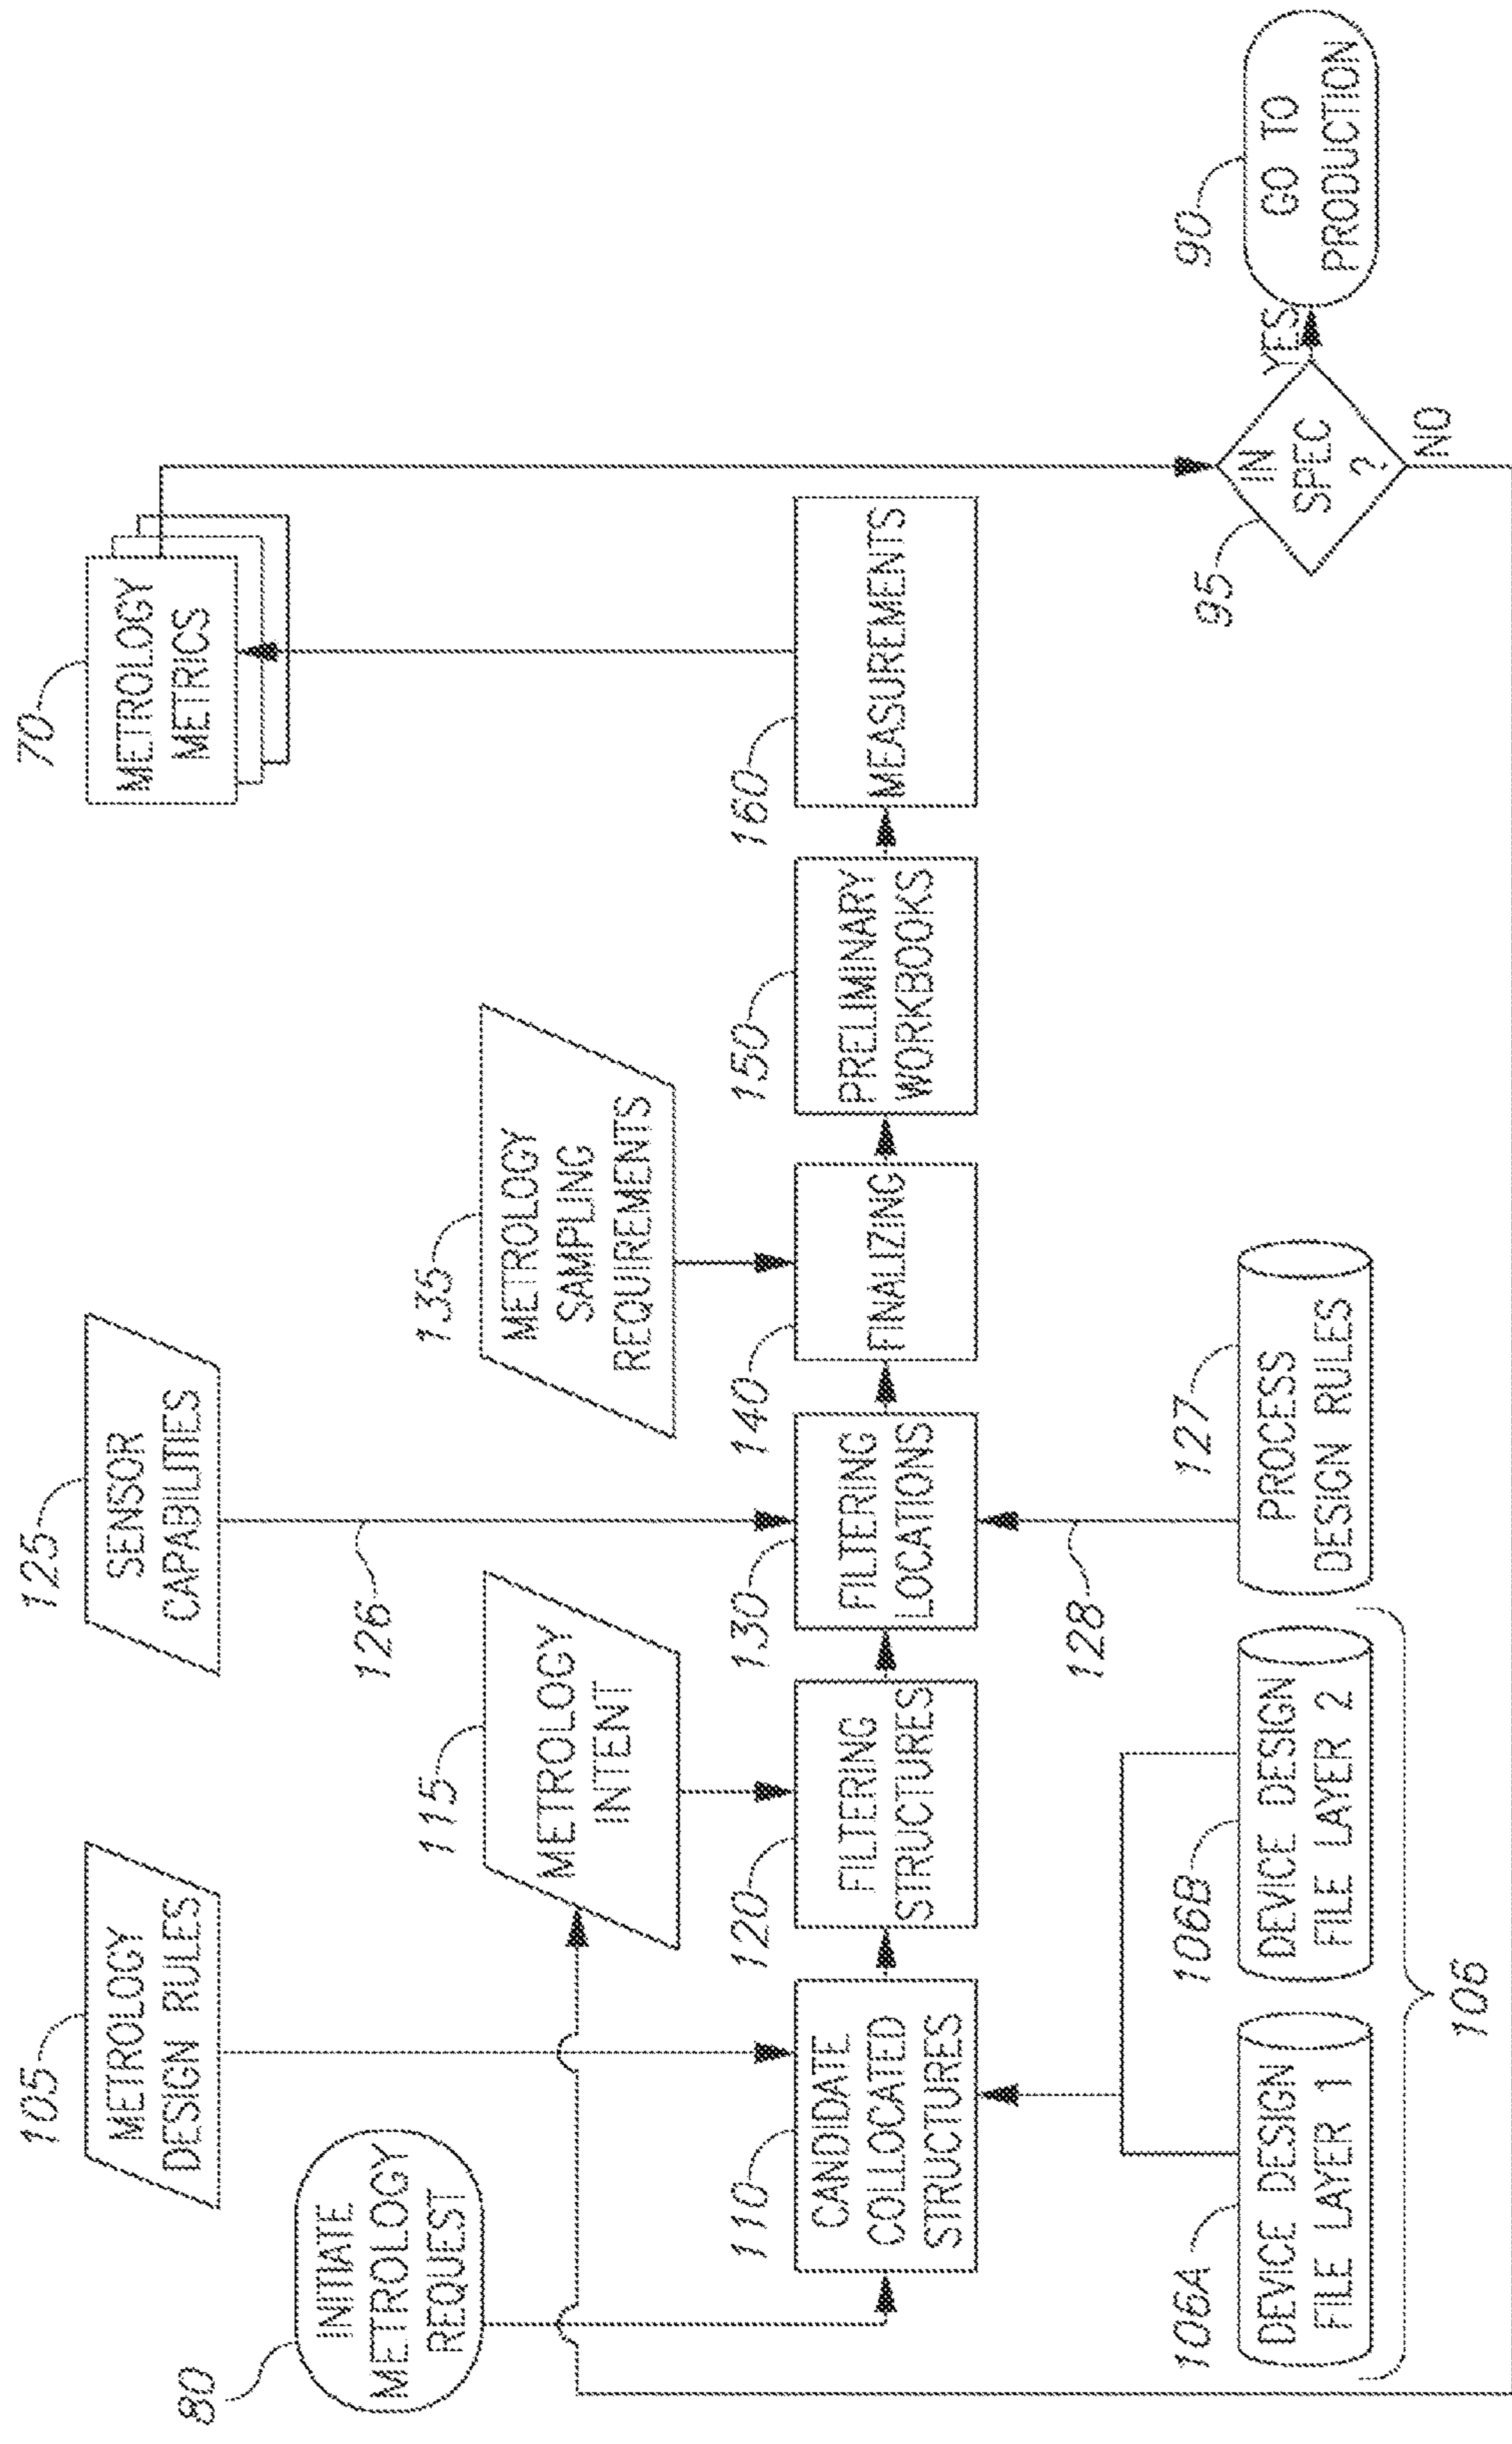 80
INITIATE
METROLOGY
REQUEST
105
METROLOGY
DESIGN RULES
125
SENSOR
CAPABILITIES
126
70
METROLOGY
METRICS
115
METROLOGY
INTENT
135
METROLOGY
SAMPLING
REQUIREMENTS
110
CANDIDATE
COLLOCATED
STRUCTURES
120
FILTERING
STRUCTURES
130
FILTERING
LOCATIONS
140
FINALIZING
150
PRELIMINARY
WORKBOOKS
160
MEASUREMENTS
128
106A
DEVICE DESIGN
FILE LAYER 1
106B
DEVICE DESIGN
FILE LAYER 2
106
127
PROCESS
DESIGN RULES
95
IN
SPEC
?
YES
NO
90
GO TO
PRODUCTION